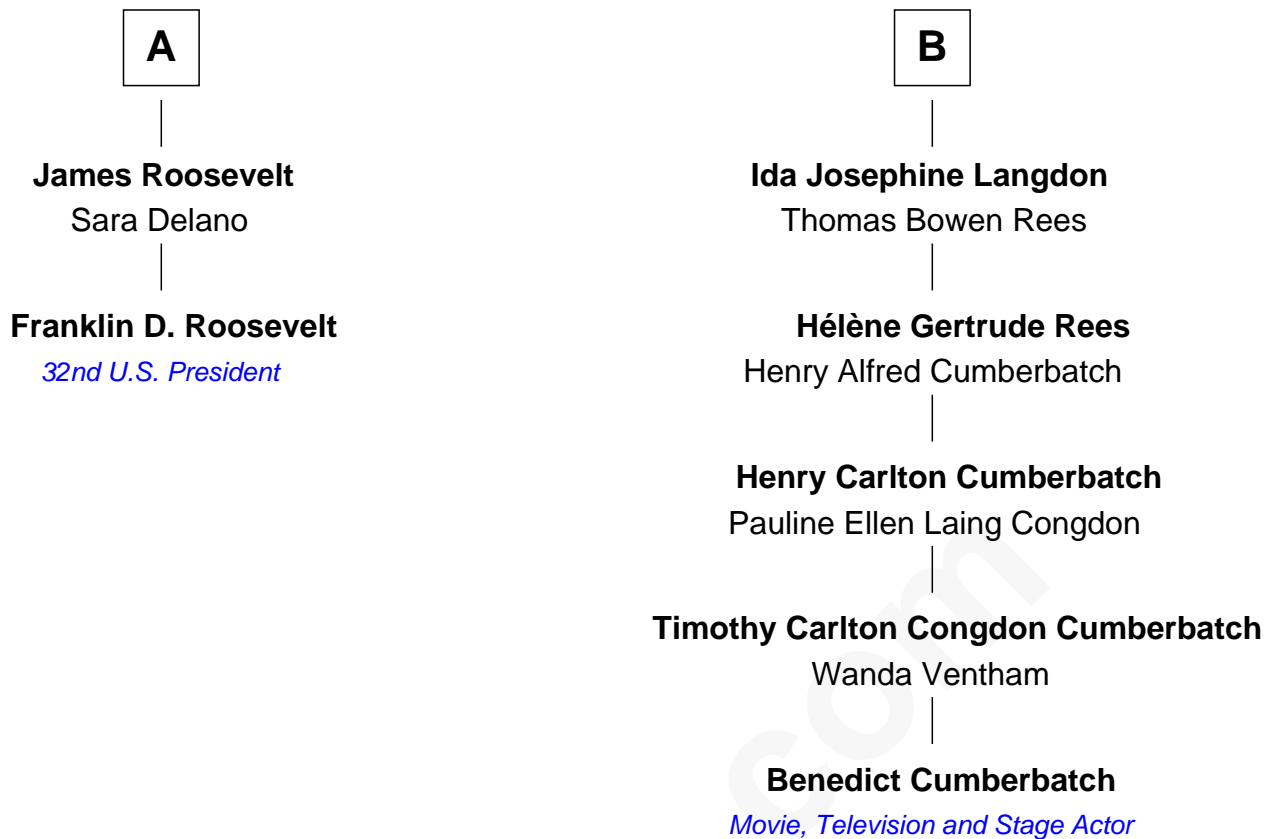 A
B
James Roosevelt
Sara Delano
Ida Josephine Langdon
Thomas Bowen Rees
Franklin D. Roosevelt
32nd U.S. President
Hélène Gertrude Rees
Henry Alfred Cumberbatch
Henry Carlton Cumberbatch
Pauline Ellen Laing Congdon
Timothy Carlton Congdon Cumberbatch
Wanda Ventham
Benedict Cumberbatch
Movie, Television and Stage Actor
com